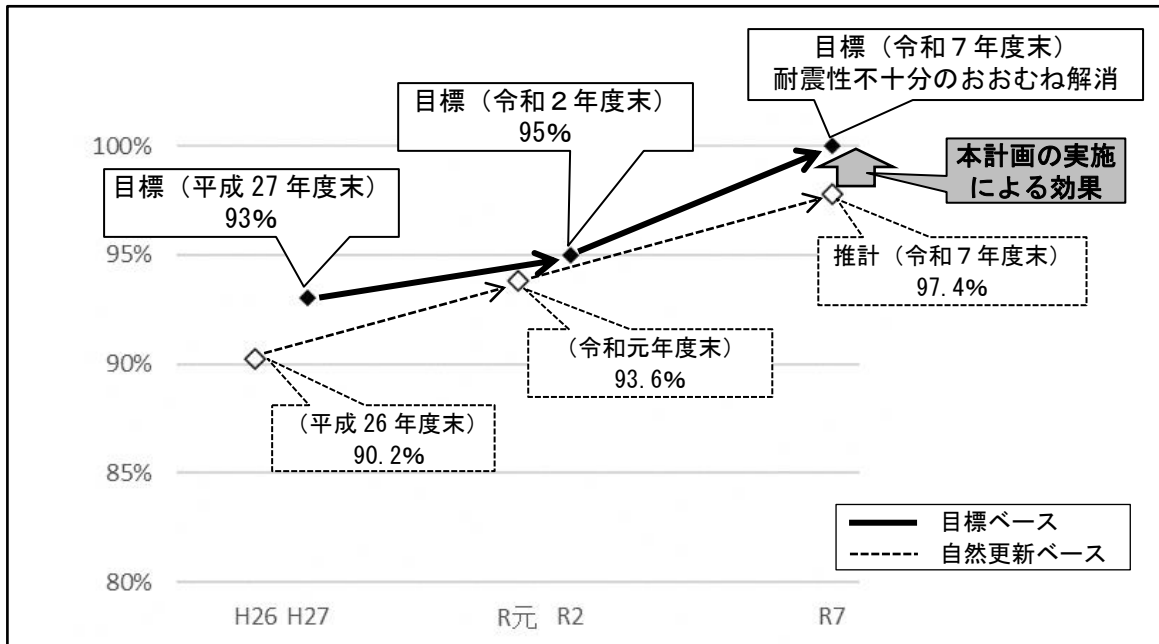 目標（令和７年度末）
耐震性不十分のおおむね解消
目標（令和２年度末）
95％
100%
本計画の実施
による効果
目標（平成 27 年度末）
93％
95%
推計（令和７年度末）
97.4％
（令和元年度末）
93.6％
90%
（平成 26 年度末）
90.2％
85%
目標ベース
自然更新ベース
80%
H26 H27 R元 R2 R7